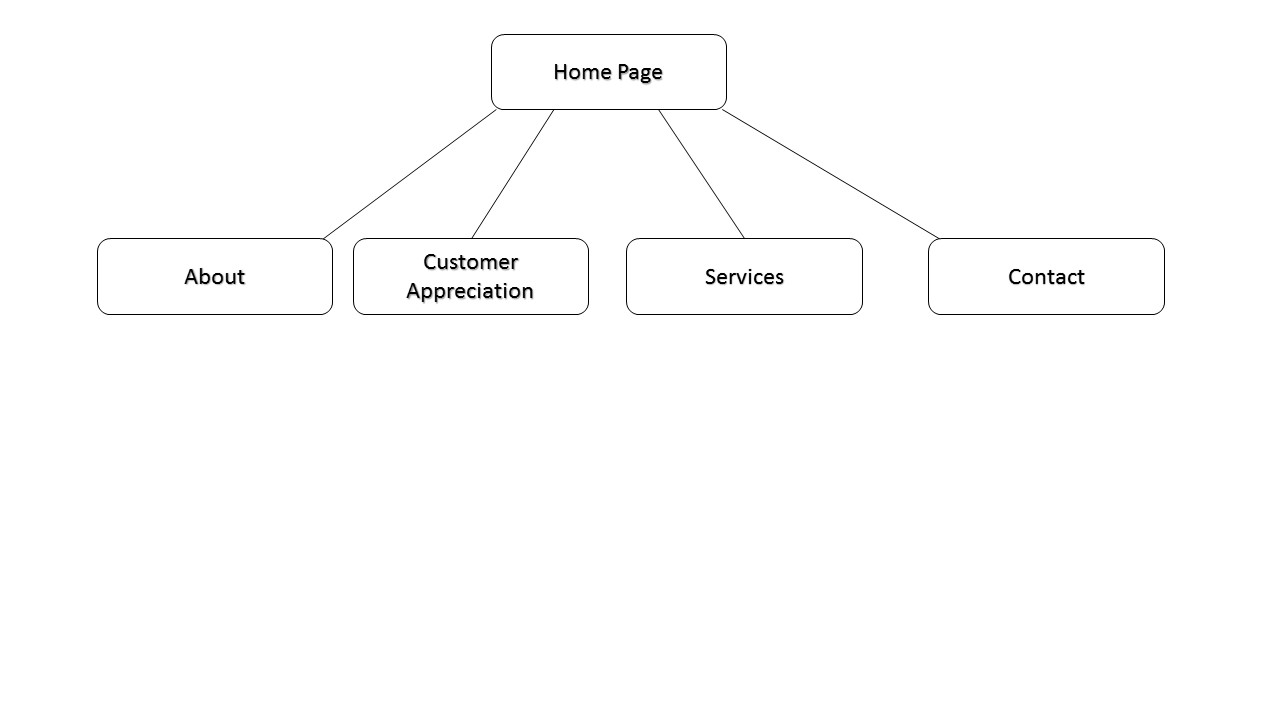 Home Page
About
Customer
Appreciation
Services
Contact